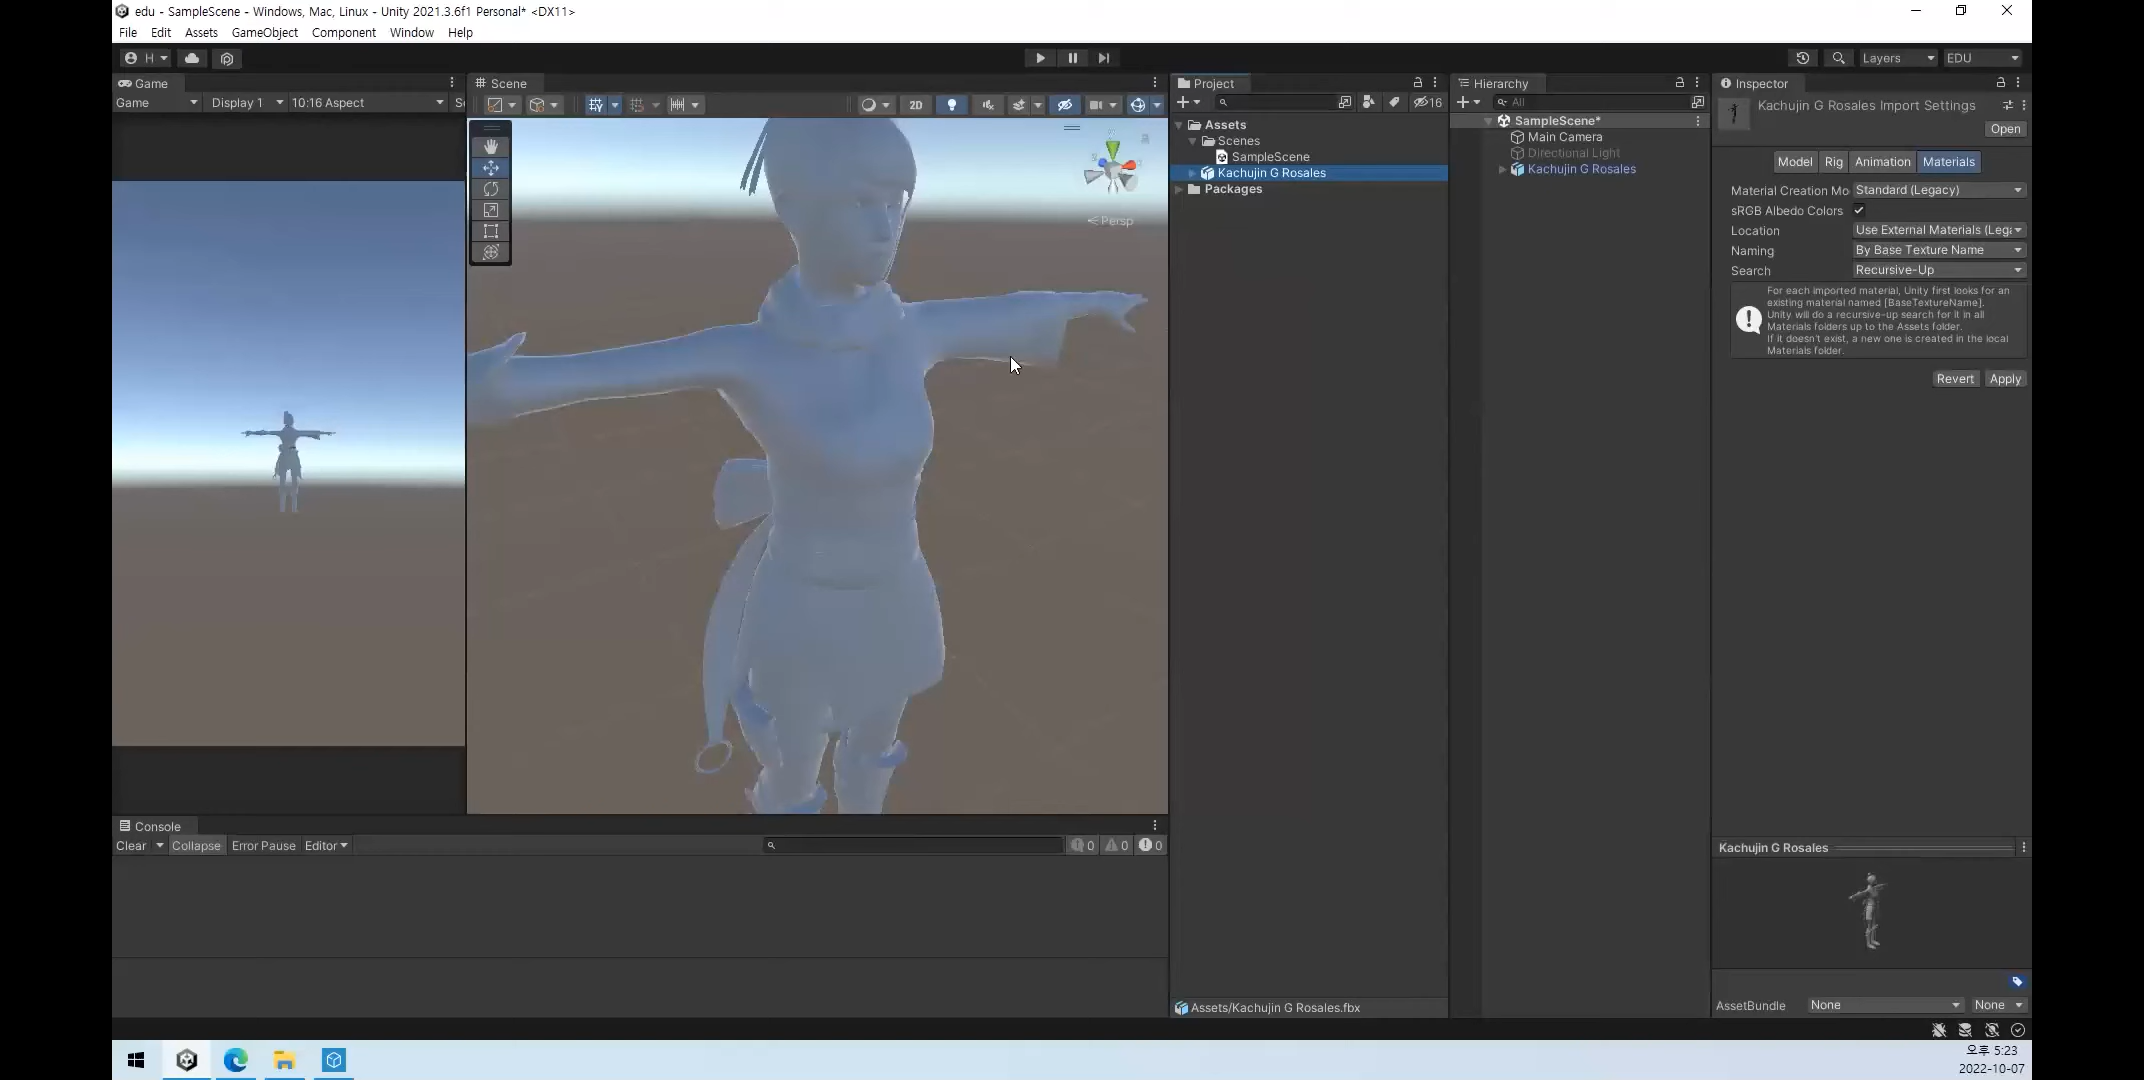 edu - SampleScene - Windows, Mac, Linux - Unity 2021.3.6f1 Personal* <DX11>
File Edit Assets GameObject Component Window Help
H
Layers EDU
Game
Game Display 1 10:16 Aspect Sc
Scene
2D
Persp
Project
16
Assets
Scenes
SampleScene
Kachujin G Rosales
Packages
Assets/Kachujin G Rosales.fbx
Hierarchy
All
SampleScene*
Main Camera
Directional Light
Kachujin G Rosales
Inspector
Kachujin G Rosales Import Settings
Open
Model Rig Animation Materials
Material Creation Mo Standard (Legacy)
sRGB Albedo Colors
Location Use External Materials (Lega
Naming By Base Texture Name
Search Recursive-Up
For each imported material, Unity first looks for an
existing material named [BaseTextureName].
Unity will do a recursive-up search for it in all
Materials folders up to the Assets folder.
If it doesn't exist, a new one is created in the local
Materials folder.
Revert Apply
Kachujin G Rosales
AssetBundle None None
Console
Clear Collapse Error Pause Editor 0 0 0
오후 5:23
2022-10-07